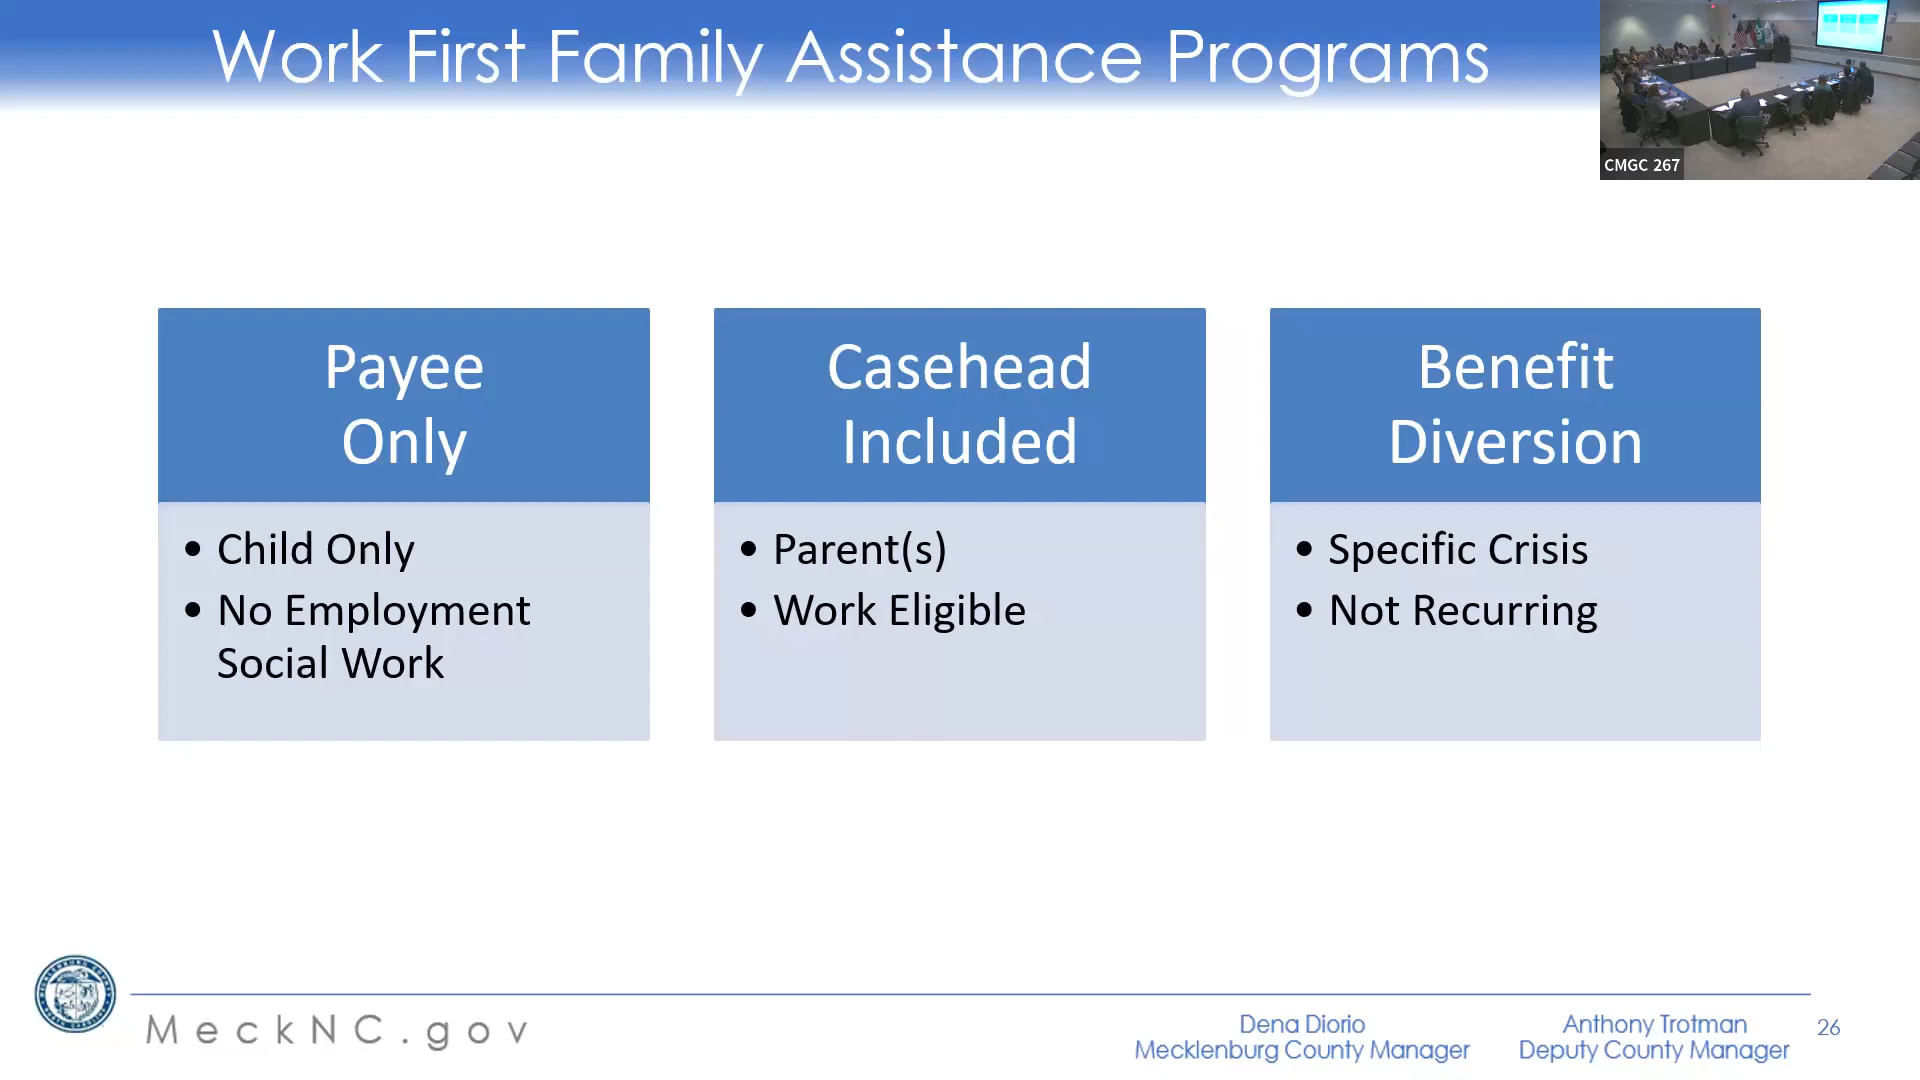 Work First Family Assistance Programs
CMGC 267
Payee
Only
• Child Only
• No Employment
Social Work
Casehead
Included
• Parent(s)
• Work Eligible
Benefit
Diversion
• Specific Crisis
• Not Recurring
MeckNC.gov
Dena Diorio
Mecklenburg County Manager
Anthony Trotman
Deputy County Manager
26